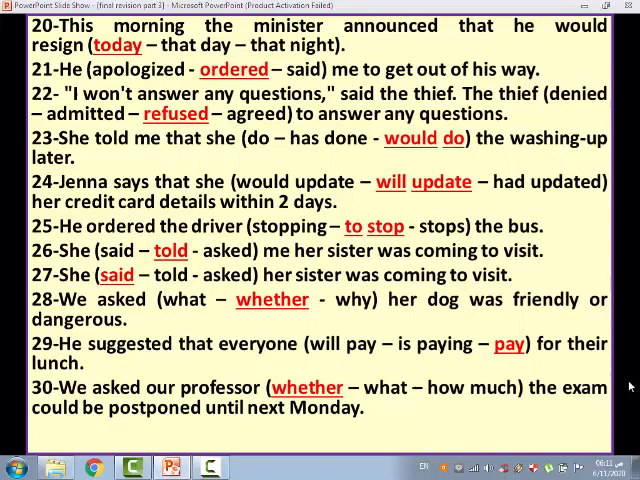 PowerPoint Slide Show - [final revision part 3] - Microsoft PowerPoint (Product Activation Failed)
20-This morning the minister announced that he would
resign (today – that day – that night).
21-He (apologized - ordered – said) me to get out of his way.
22- "I won't answer any questions," said the thief. The thief (denied
– admitted – refused – agreed) to answer any questions.
23-She told me that she (do – has done - would do) the washing-up
later.
24-Jenna says that she (would update – will update – had updated)
her credit card details within 2 days.
25-He ordered the driver (stopping – to stop - stops) the bus.
26-She (said – told - asked) me her sister was coming to visit.
27-She (said – told - asked) her sister was coming to visit.
28-We asked (what – whether - why) her dog was friendly or
dangerous.
29-He suggested that everyone (will pay – is paying – pay) for their
lunch.
30-We asked our professor (whether – what – how much) the exam
could be postponed until next Monday.
EN
06:11 ص
6/11/2020